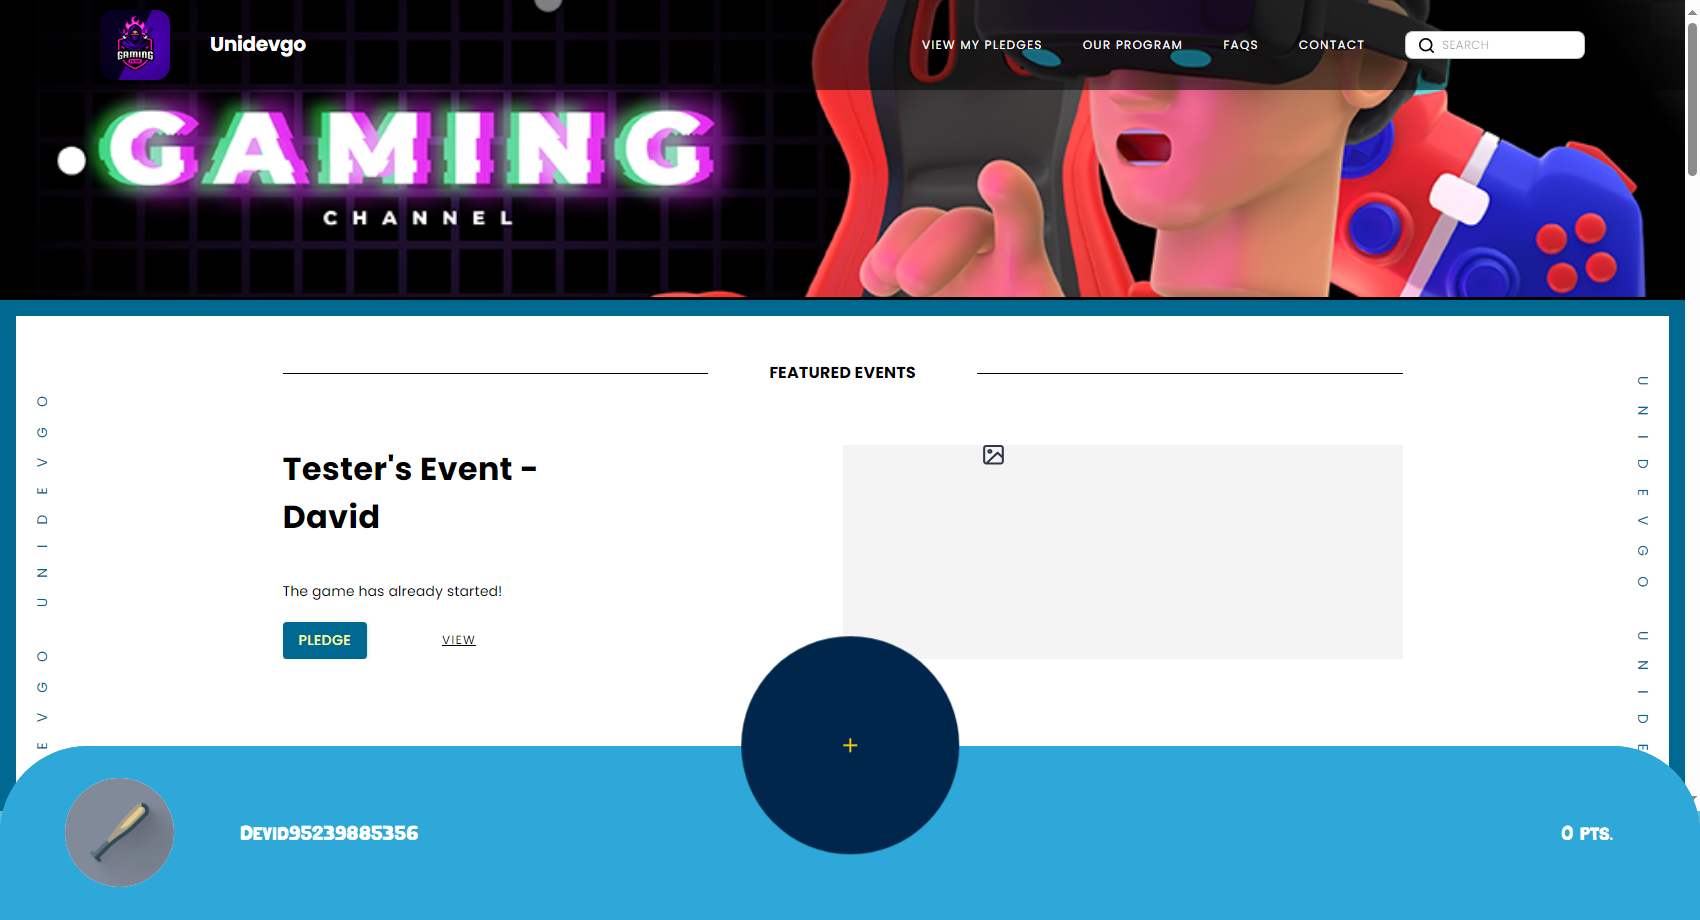 GAMING
Unidevgo
VIEW MY PLEDGES
OUR PROGRAM
FAQS
CONTACT
SEARCH
GAMING
CHANNEL
FEATURED EVENTS
Tester's Event -
David
The game has already started!
PLEDGE
VIEW
UNIDEVGO
EVGO
UNIDEVGO
UNIDE
Devid95239885356
0 PTS.